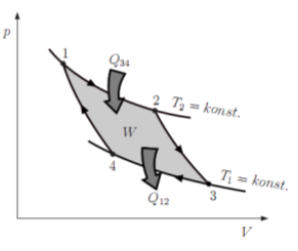 p
1
Q34
2
T2 = konst.
W
4
T1 = konst.
Q12
3
V